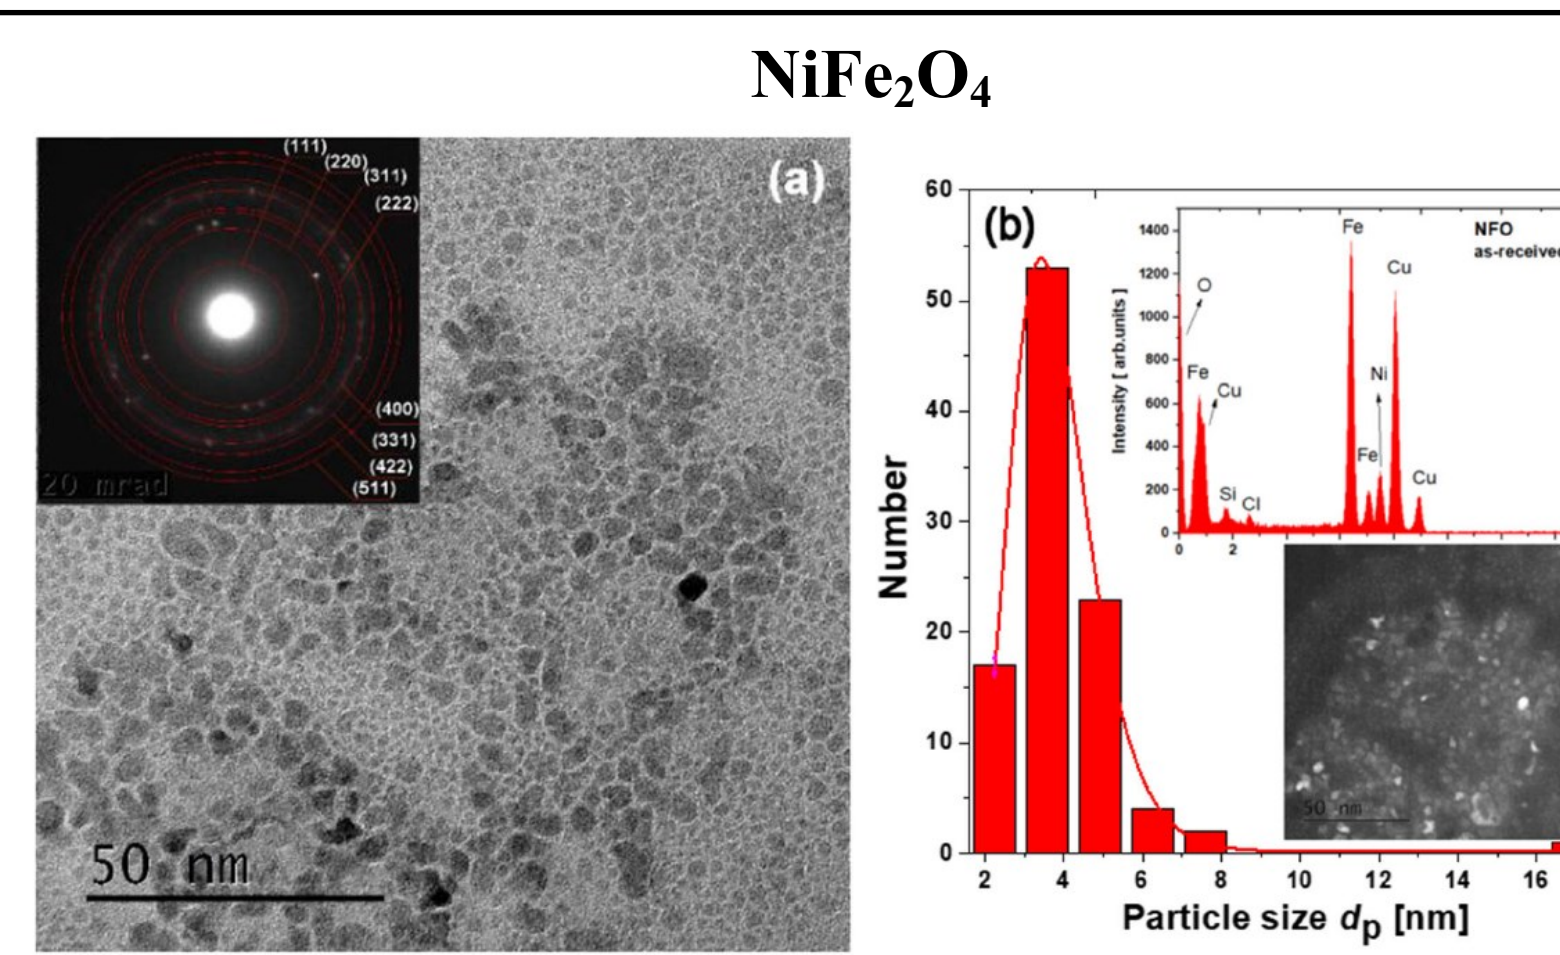 NiFe₂O₄
(a)
(111)
(220)
(311)
(222)
(400)
(331)
(422)
(511)
20 mrad
50 nm
(b)
60
50
40
30
20
10
0
Number
2 4 6 8 10 12 14 16
Particle size dp [nm]
NFO
as-received
Intensity [ arb.units ]
1400
1200
1000
800
600
400
200
0
0 2
O
Fe
Cu
Si
Cl
Fe
Fe
Ni
Cu
Cu
50 nm